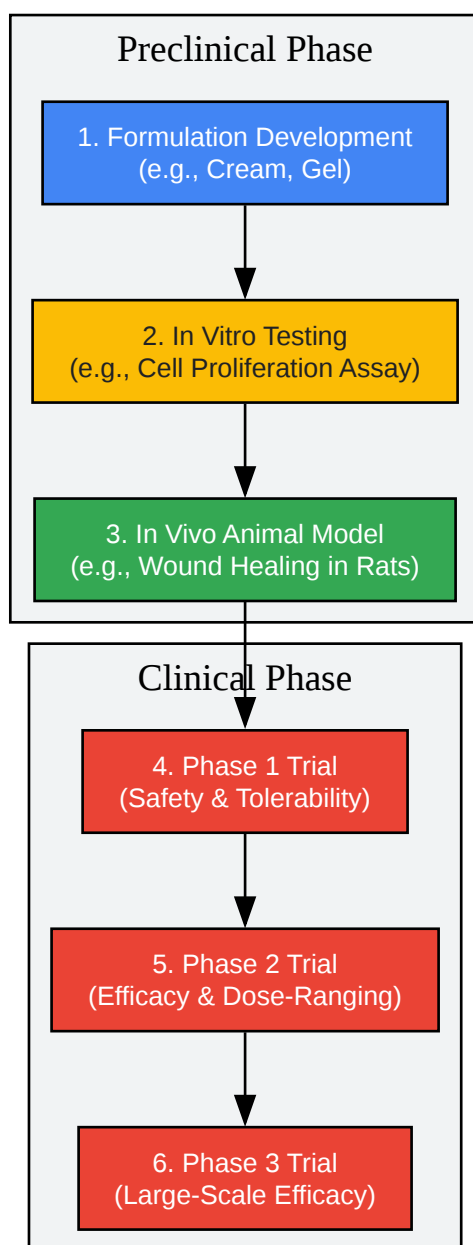 Preclinical Phase
1. Formulation Development
(e.g., Cream, Gel)
2. In Vitro Testing
(e.g., Cell Proliferation Assay)
3. In Vivo Animal Model
(e.g., Wound Healing in Rats)
Clinical Phase
4. Phase 1 Trial
(Safety & Tolerability)
5. Phase 2 Trial
(Efficacy & Dose-Ranging)
6. Phase 3 Trial
(Large-Scale Efficacy)